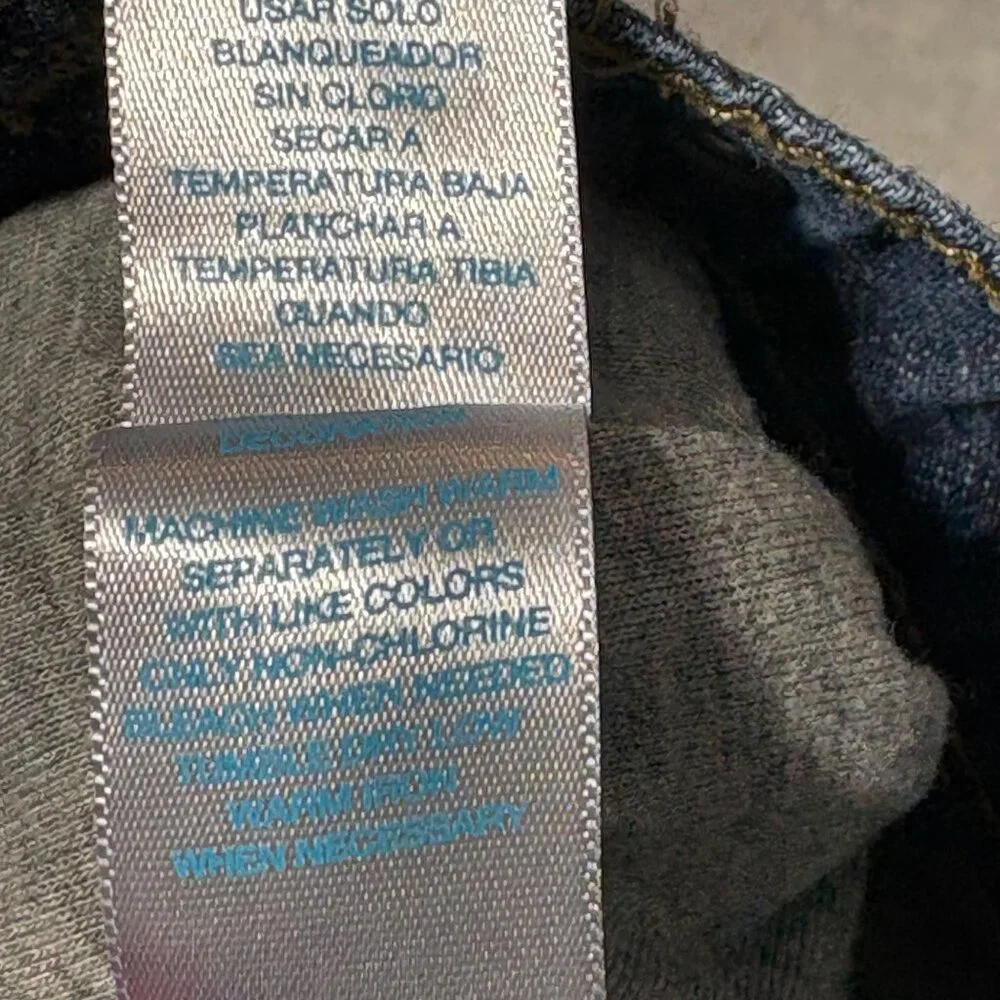 USAR SOLO
BLANQUEADOR
SIN CLORO
SECAR A
TEMPERATURA BAJA
PLANCHAR A
TEMPERATURA TIBIA
CUANDO
SEA NECESARIO
DECORATION
MACHINE WASH WARM
SEPARATELY OR
WITH LIKE COLORS
ONLY NON-CHLORINE
BLEACH WHEN NEEDED
TUMBLE DRY LOW
WARM IRON
WHEN NECESSARY